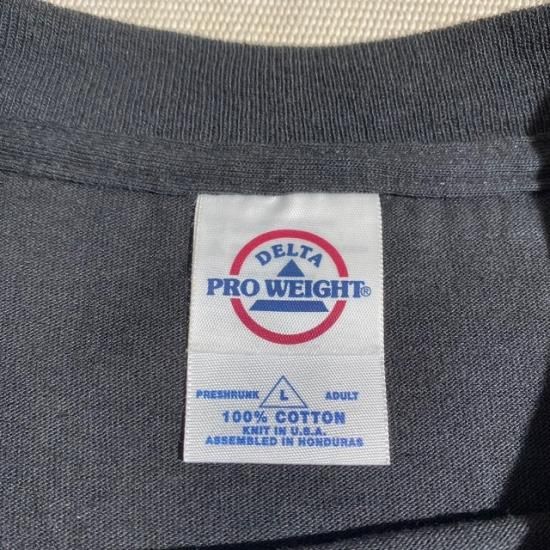 DELTA
PRO WEIGHT®
PRESHRUNK L ADULT
100% COTTON
KNIT IN U.S.A.
ASSEMBLED IN HONDURAS